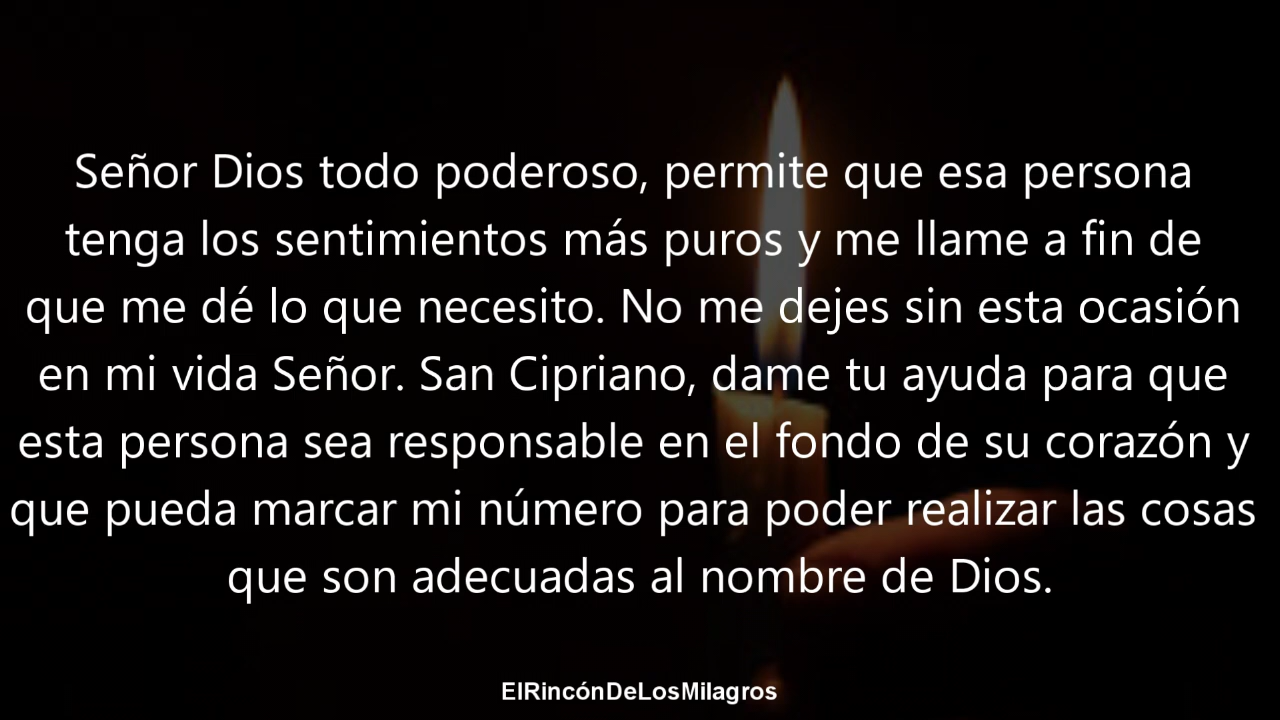 Señor Dios todo poderoso, permite que esa persona
tenga los sentimientos más puros y me llame a fin de
que me dé lo que necesito. No me dejes sin esta ocasión
en mi vida Señor. San Cipriano, dame tu ayuda para que
esta persona sea responsable en el fondo de su corazón y
que pueda marcar mi número para poder realizar las cosas
que son adecuadas al nombre de Dios.
ElRincónDeLosMilagros